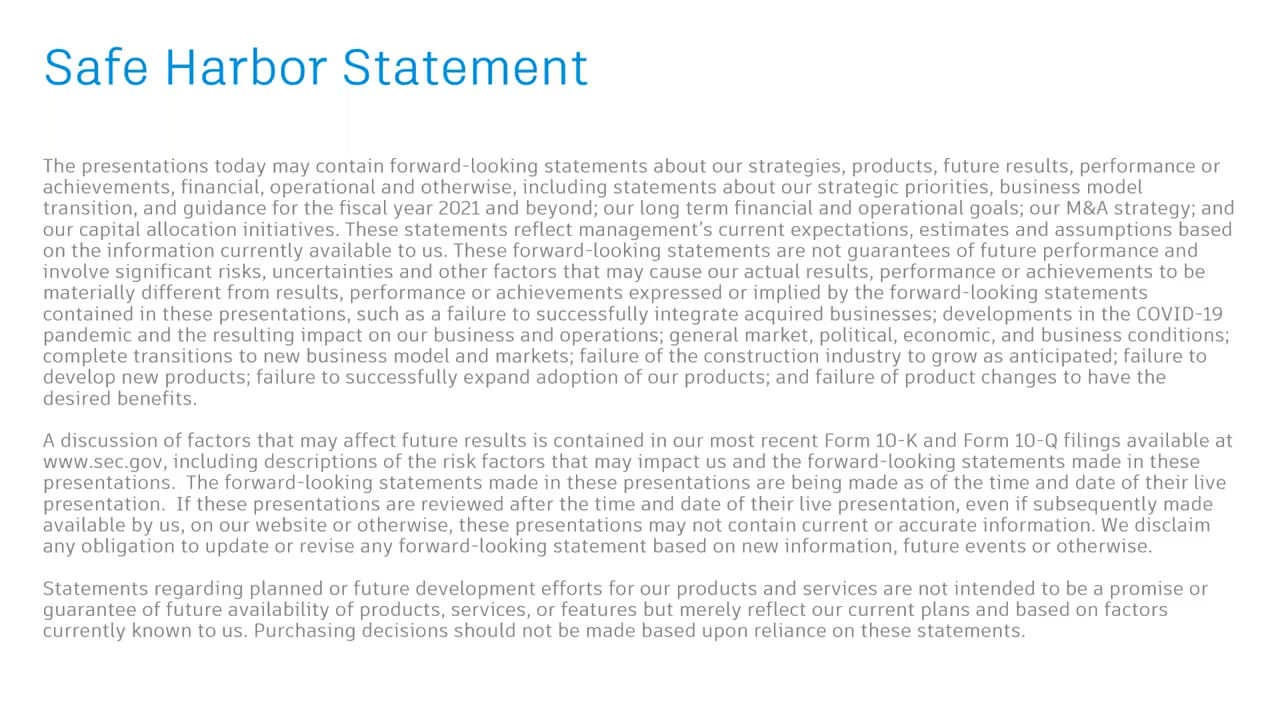 Safe Harbor Statement
The presentations today may contain forward-looking statements about our strategies, products, future results, performance or
achievements, financial, operational and otherwise, including statements about our strategic priorities, business model
transition, and guidance for the fiscal year 2021 and beyond; our long term financial and operational goals; our M&A strategy; and
our capital allocation initiatives. These statements reflect management's current expectations, estimates and assumptions based
on the information currently available to us. These forward-looking statements are not guarantees of future performance and
involve significant risks, uncertainties and other factors that may cause our actual results, performance or achievements to be
materially different from results, performance or achievements expressed or implied by the forward-looking statements
contained in these presentations, such as a failure to successfully integrate acquired businesses; developments in the COVID-19
pandemic and the resulting impact on our business and operations; general market, political, economic, and business conditions;
complete transitions to new business model and markets; failure of the construction industry to grow as anticipated; failure to
develop new products; failure to successfully expand adoption of our products; and failure of product changes to have the
desired benefits.
A discussion of factors that may affect future results is contained in our most recent Form 10-K and Form 10-Q filings available at
www.sec.gov, including descriptions of the risk factors that may impact us and the forward-looking statements made in these
presentations.  The forward-looking statements made in these presentations are being made as of the time and date of their live
presentation.  If these presentations are reviewed after the time and date of their live presentation, even if subsequently made
available by us, on our website or otherwise, these presentations may not contain current or accurate information. We disclaim
any obligation to update or revise any forward-looking statement based on new information, future events or otherwise.
Statements regarding planned or future development efforts for our products and services are not intended to be a promise or
guarantee of future availability of products, services, or features but merely reflect our current plans and based on factors
currently known to us. Purchasing decisions should not be made based upon reliance on these statements.